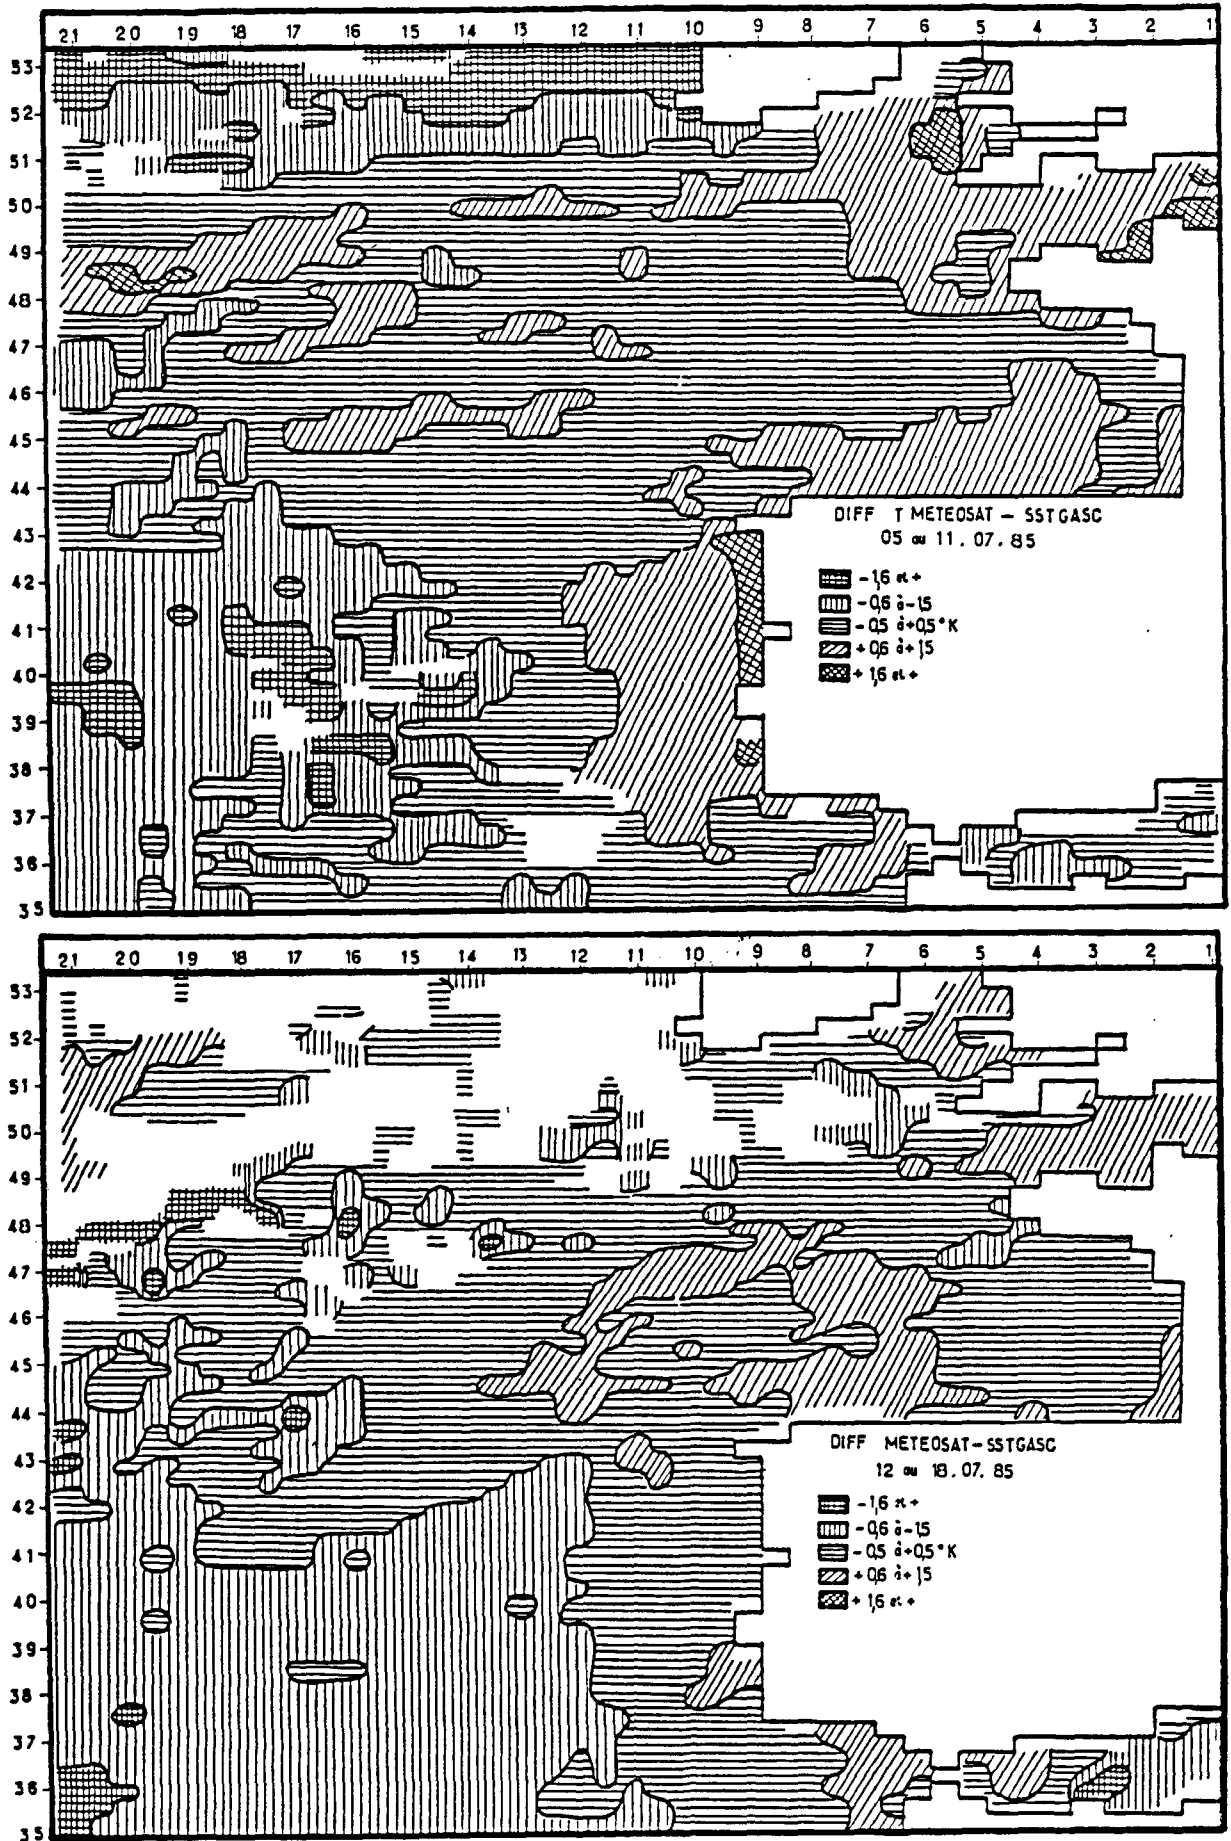 21 20 19 18 17 16 15 14 13 12 11 10 9 8 7 6 5 4 3 2 1
53
52
51
50
49
48
47
46
45
44
DIFF T METEOSAT - SSTGASC
43
05 au 11.07.85
42
-1,6 et +
-0,6 à -1,5
41
-0,5 à +0,5°K
+0,6 à +1,5
40
+1,6 et +
39
38
37
36
35
21 20 19 18 17 16 15 14 13 12 11 10 9 8 7 6 5 4 3 2 1
53
52
51
50
49
48
47
46
45
44
DIFF METEOSAT - SSTGASC
43
12 au 18.07.85
42
-1,6 et +
-0,6 à -1,5
41
-0,5 à +0,5°K
+0,6 à +1,5
40
+1,6 et +
39
38
37
36
35